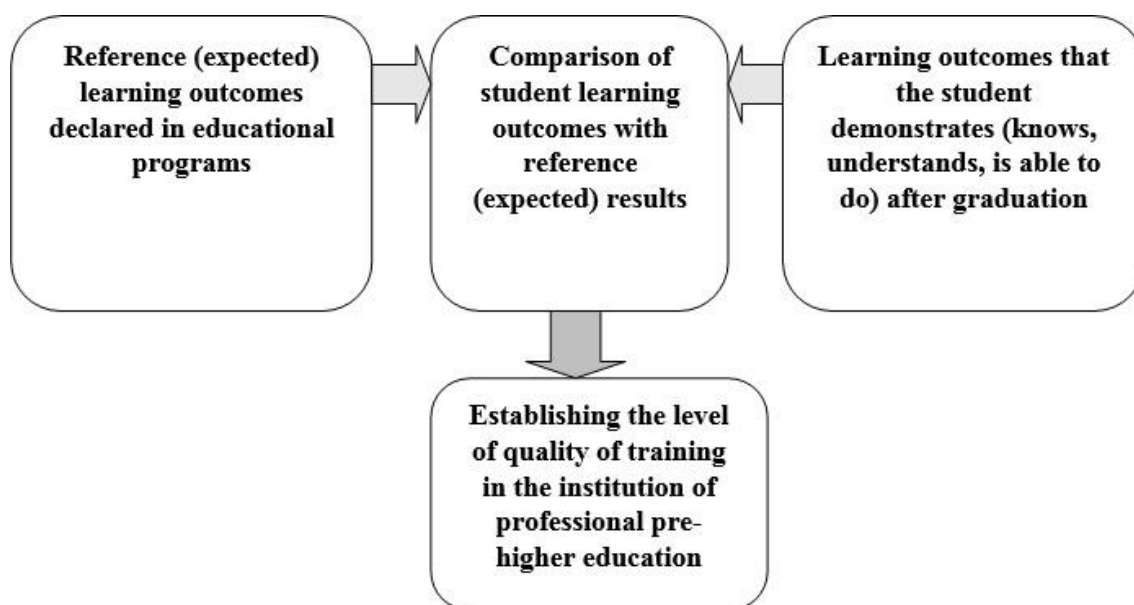 Reference (expected)
learning outcomes
declared in educational
programs
Comparison of
student learning
outcomes with
reference
(expected) results
Learning outcomes that
the student
demonstrates (knows,
understands, is able to
do) after graduation
Establishing the level
of quality of training
in the institution of
professional pre-
higher education